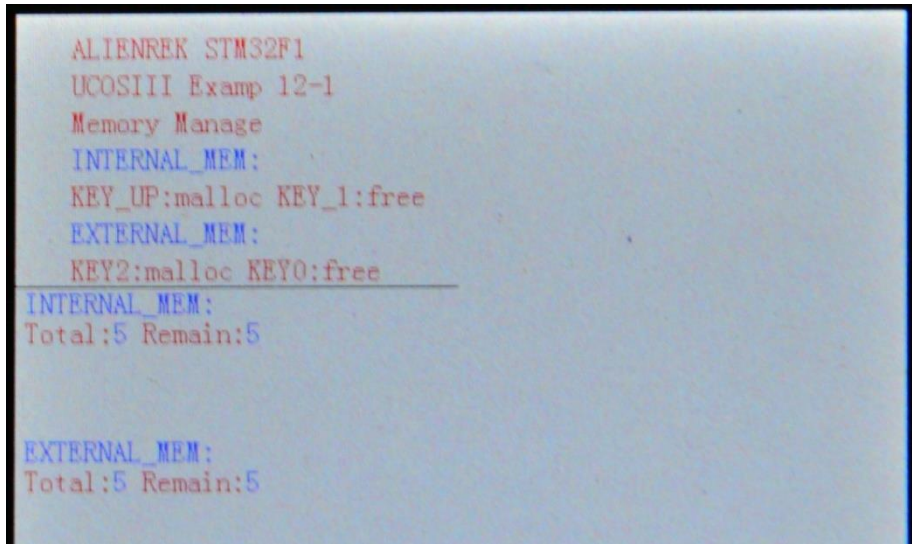 ALIENREK STM32F1
UCOSIII Examp 12-1
Memory Manage
INTERNAL_MEM:
KEY_UP:malloc KEY_1:free
EXTERNAL_MEM:
KEY2:malloc KEY0:free
INTERNAL_MEM:
Total:5 Remain:5
EXTERNAL_MEM:
Total:5 Remain:5